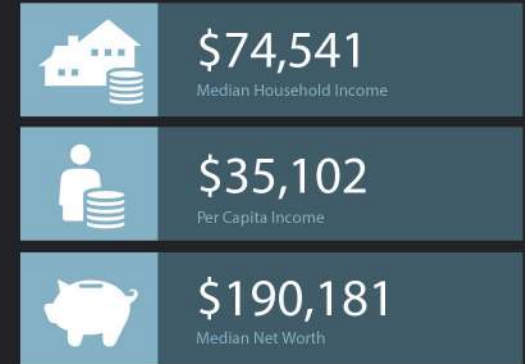 $74,541
Median Household Income
$35,102
Per Capita Income
$190,181
Median Net Worth